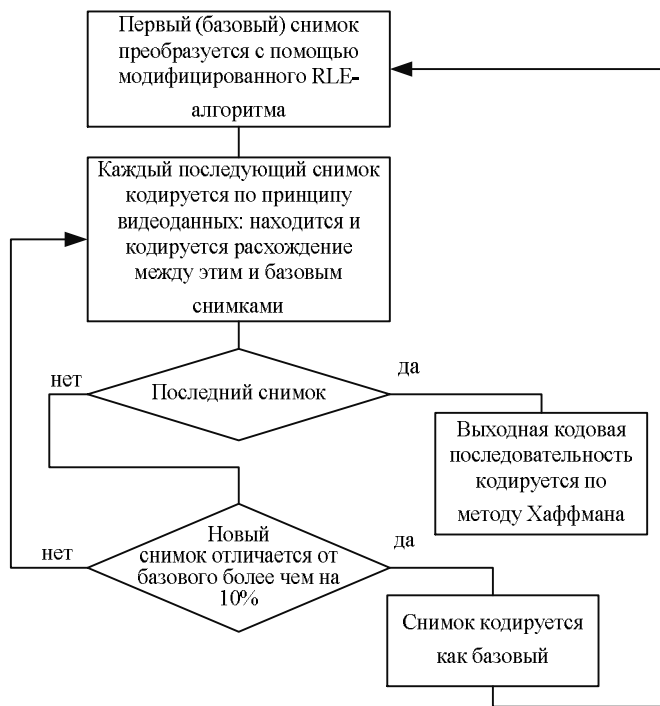 Первый (базовый) снимок
преобразуется с помощью
модифицированного RLE-
алгоритма
Каждый последующий снимок
кодируется по принципу
видеоданных: находится и
кодируется расхождение
между этим и базовым
снимками
нет
да
Последний снимок
Выходная кодовая
последовательность
кодируется по
методу Хаффмана
Новый
снимок отличается от
базового более чем на
10%
нет
да
Снимок кодируется
как базовый